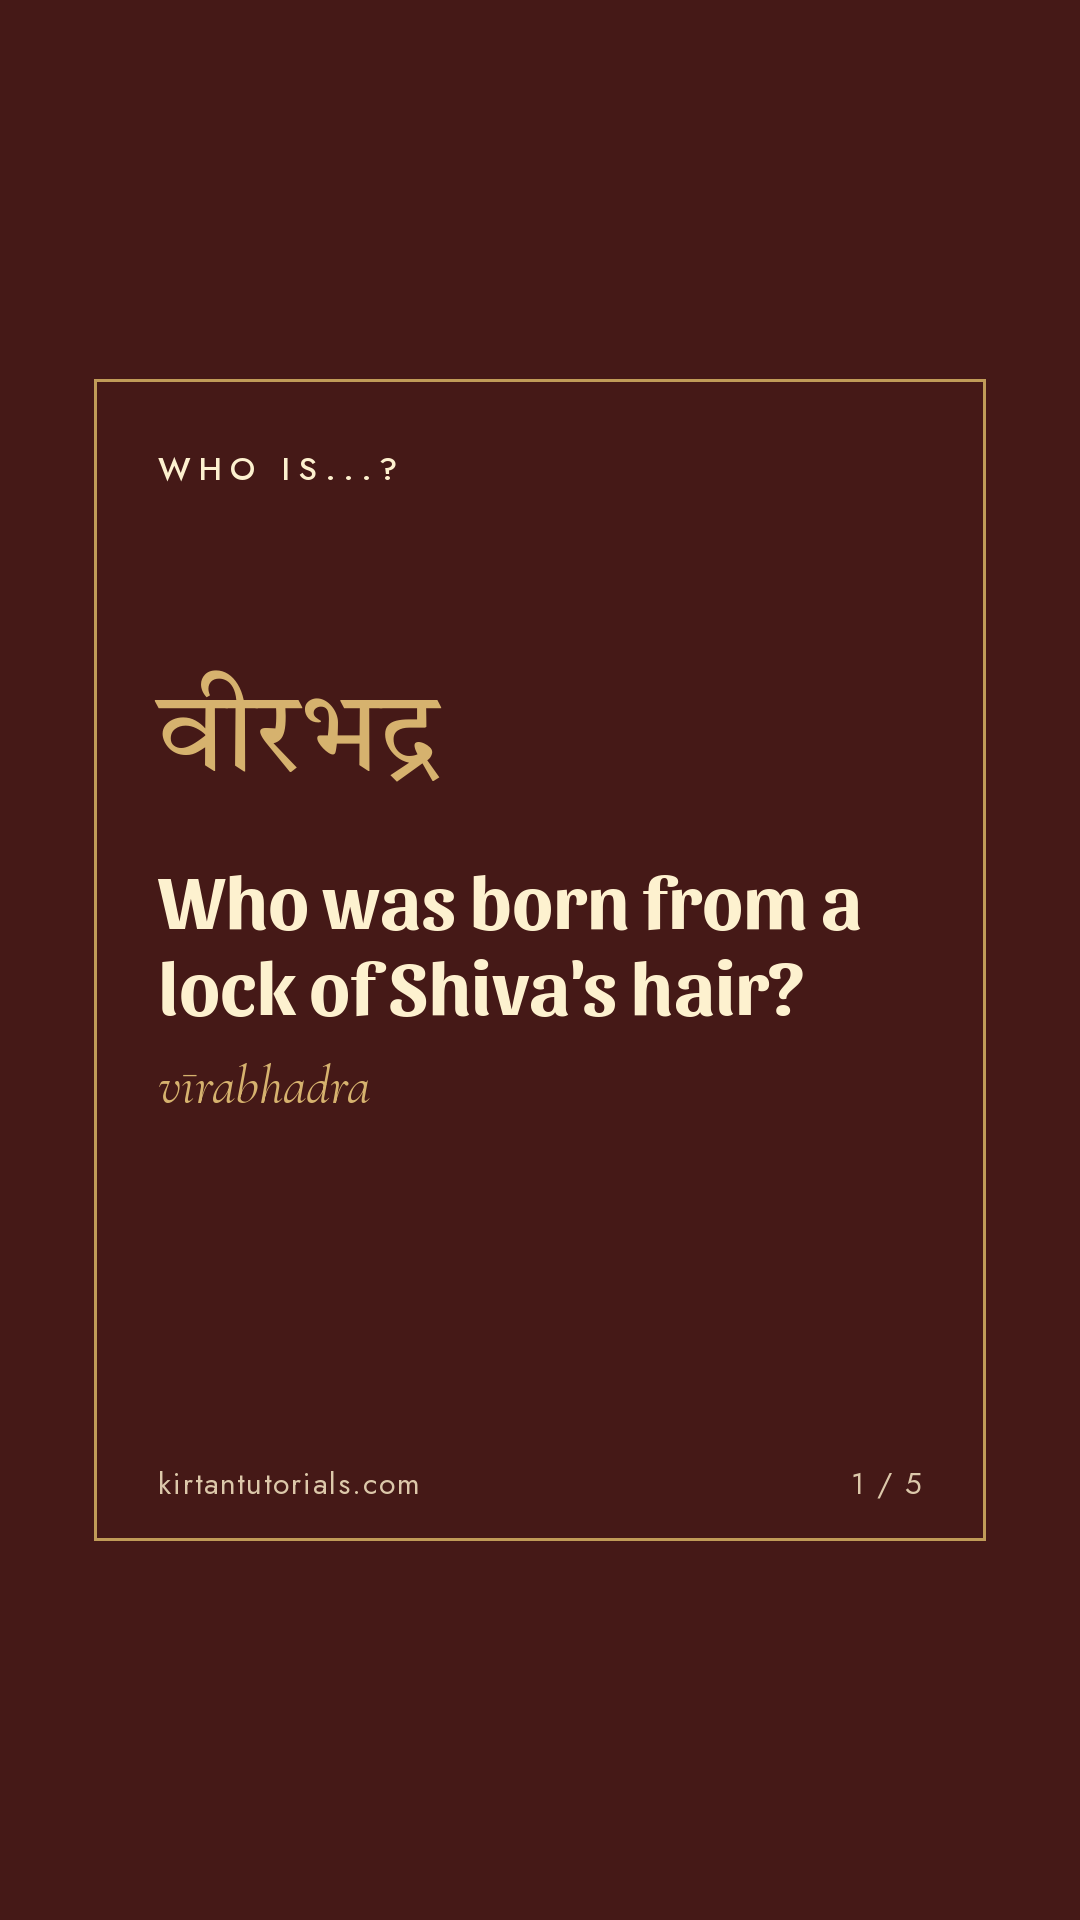 WHO IS...?
वीरभद्र
Who was born from a
lock of Shiva's hair?
vīrabhadra
kirtantutorials.com
1 / 5